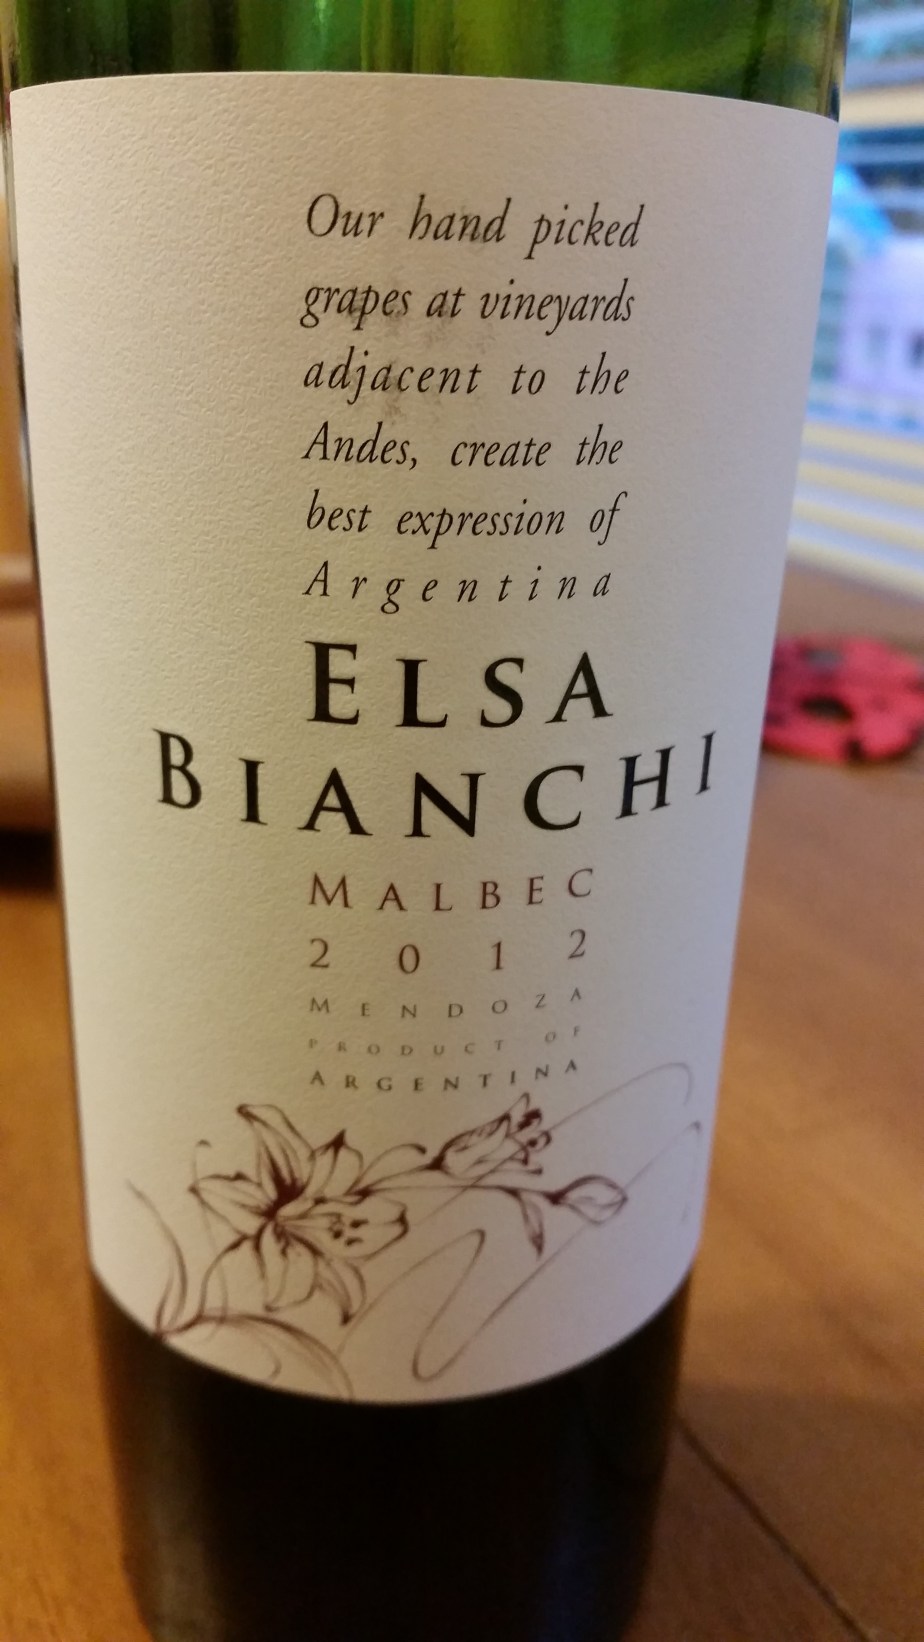 Our hand picked
grapes at vineyards
adjacent to the
Andes, create the
best expression of
Argentina
ELSA
BIANCHI
MALBEC
2012
MENDOZA
PRODUCT OF
ARGENTINA